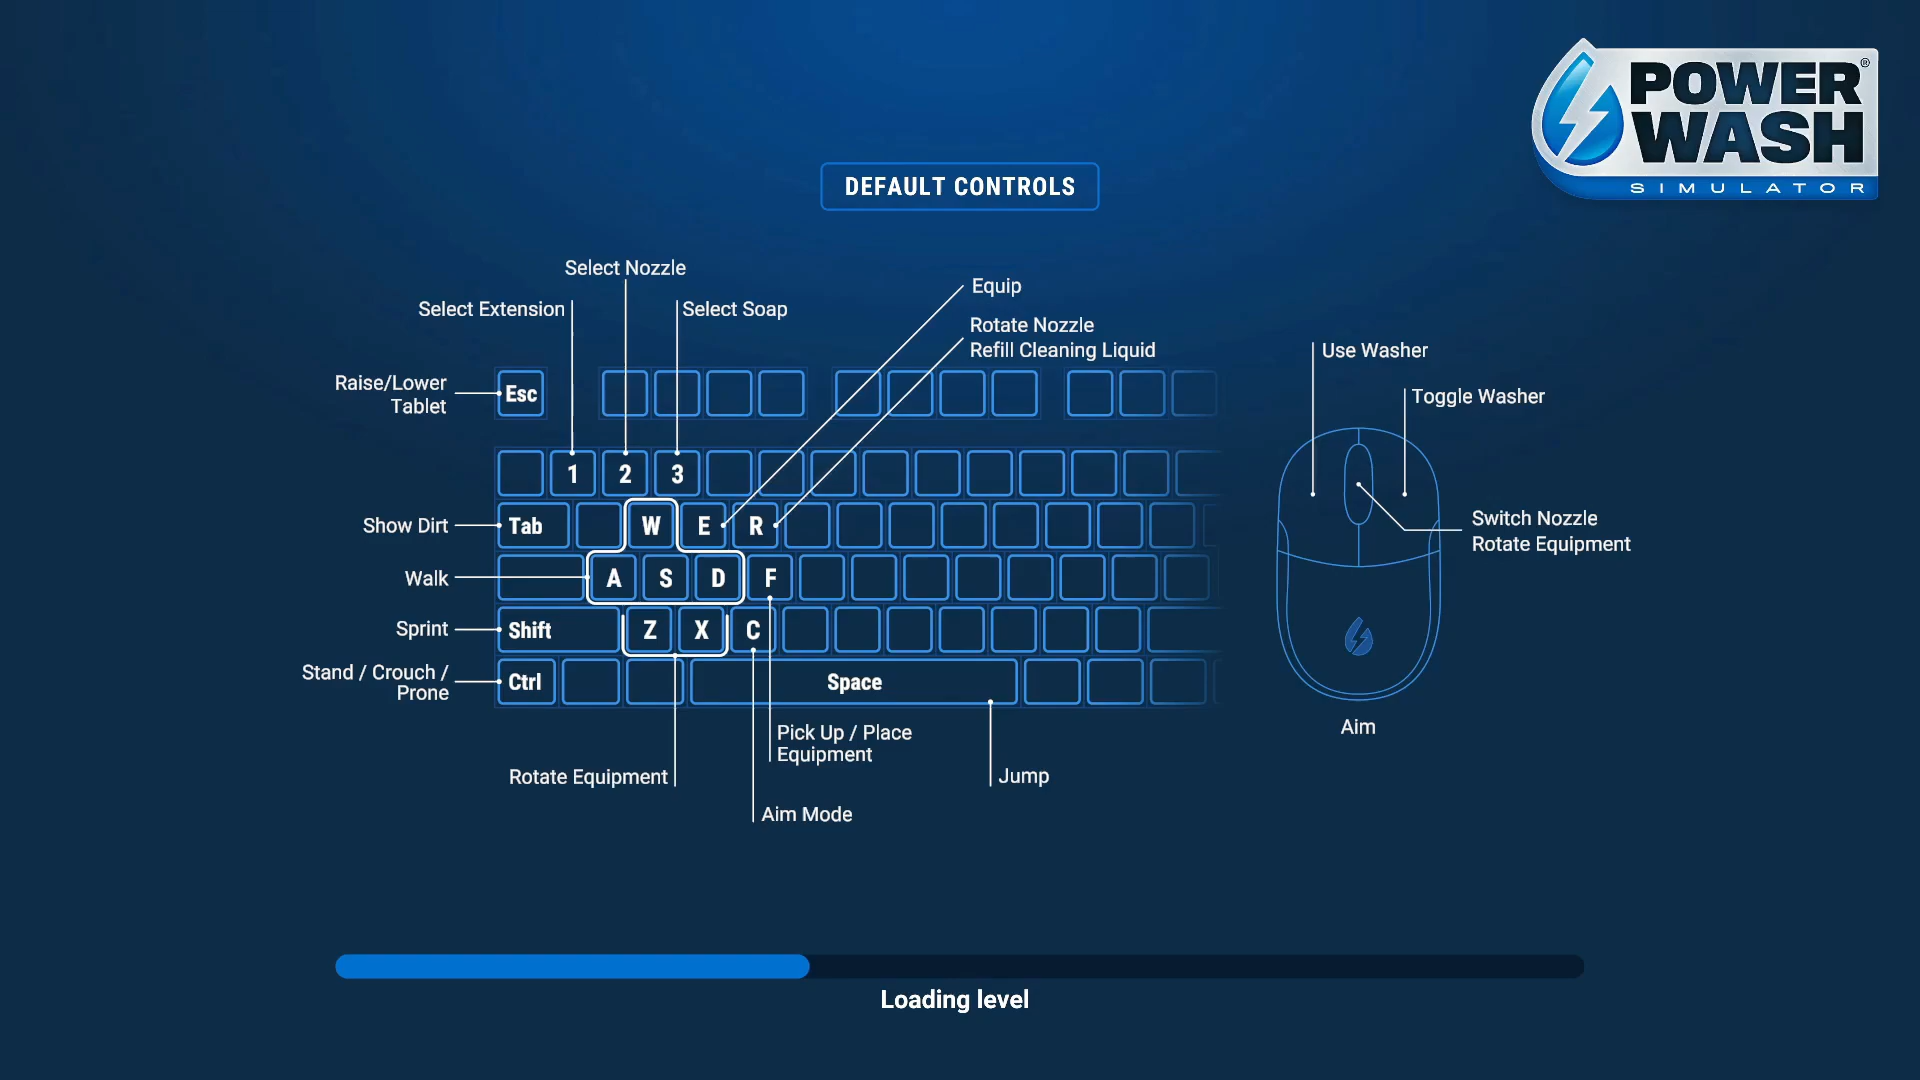 POWER®
WASH
SIMULATOR
DEFAULT CONTROLS
Select Nozzle
Select Extension
Select Soap
Equip
Rotate Nozzle
Refill Cleaning Liquid
Use Washer
Toggle Washer
Raise/Lower
Tablet
Esc
1 2 3
Show Dirt
Tab W E R
Switch Nozzle
Rotate Equipment
Walk
A S D F
Sprint
Shift Z X C
Stand / Crouch /
Prone
Ctrl Space
Aim
Pick Up / Place
Equipment
Rotate Equipment
Jump
Aim Mode
Loading level